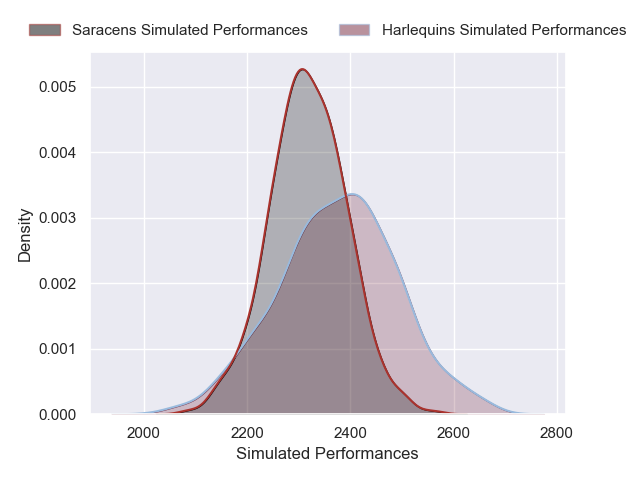 Saracens Simulated Performances Harlequins Simulated Performances
0.005
0.004
0.003
0.002
0.001
0.000
Density
2000 2200 2400 2600 2800
Simulated Performances